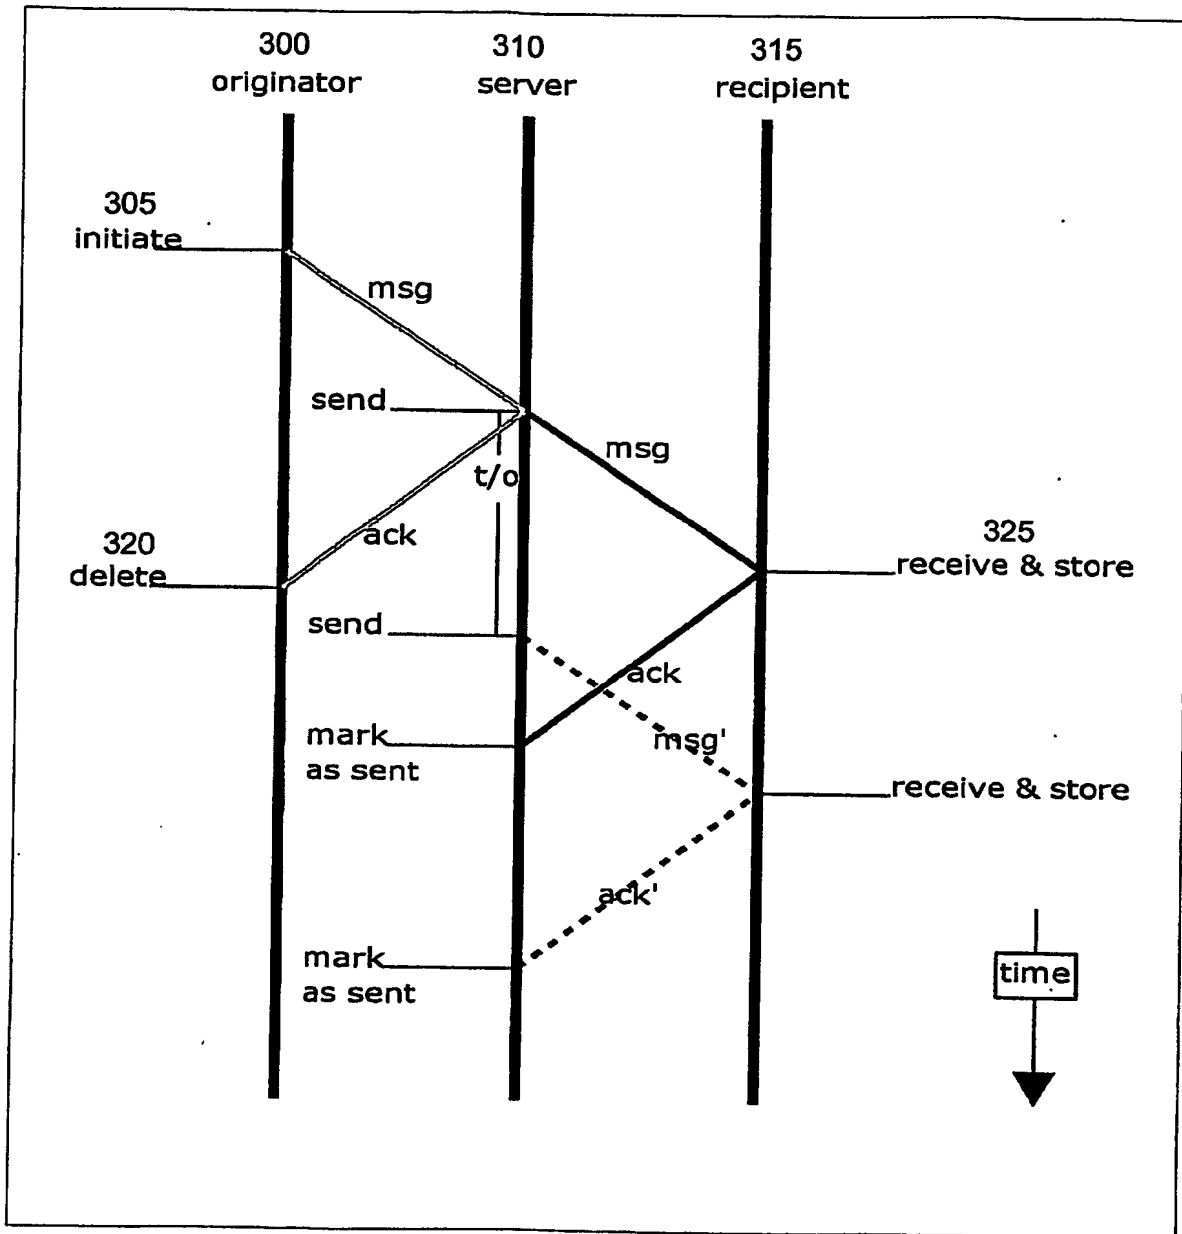 300
originator
310
server
315
recipient
305
initiate
msg
send
msg
t/o
ack
320
delete
325
receive & store
send
ack
mark
as sent
msg'
receive & store
ack'
mark
as sent
time